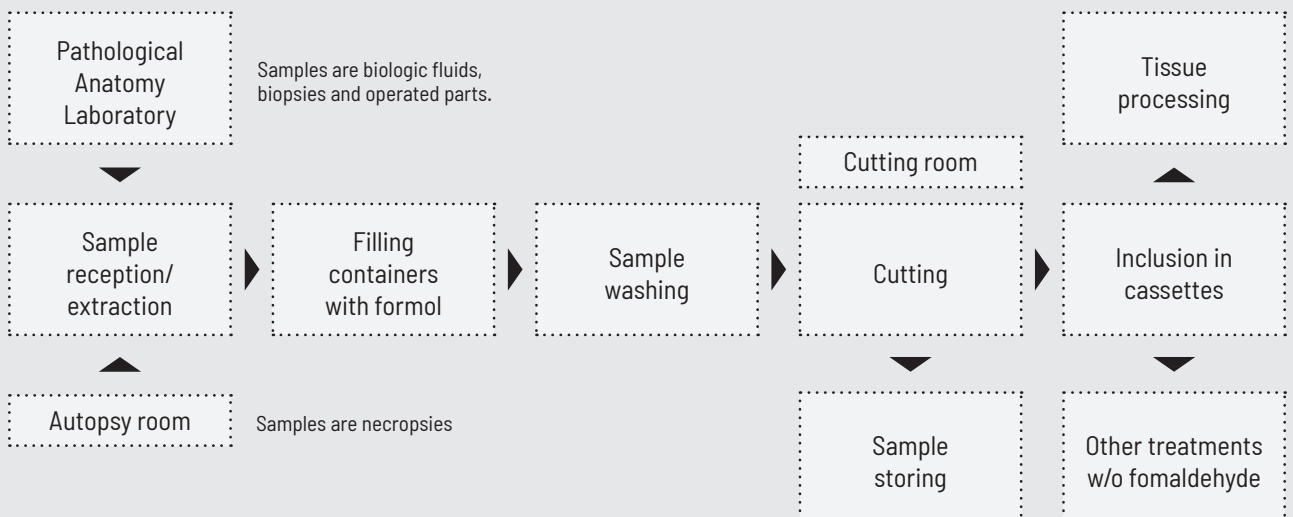 Pathological
Anatomy
Laboratory
Samples are biologic fluids,
biopsies and operated parts.
Tissue
processing
Cutting room
Sample
reception/
extraction
Filling
containers
with formol
Sample
washing
Cutting
Inclusion in
cassettes
Autopsy room
Samples are necropsies
Sample
storing
Other treatments
w/o fomaldehyde